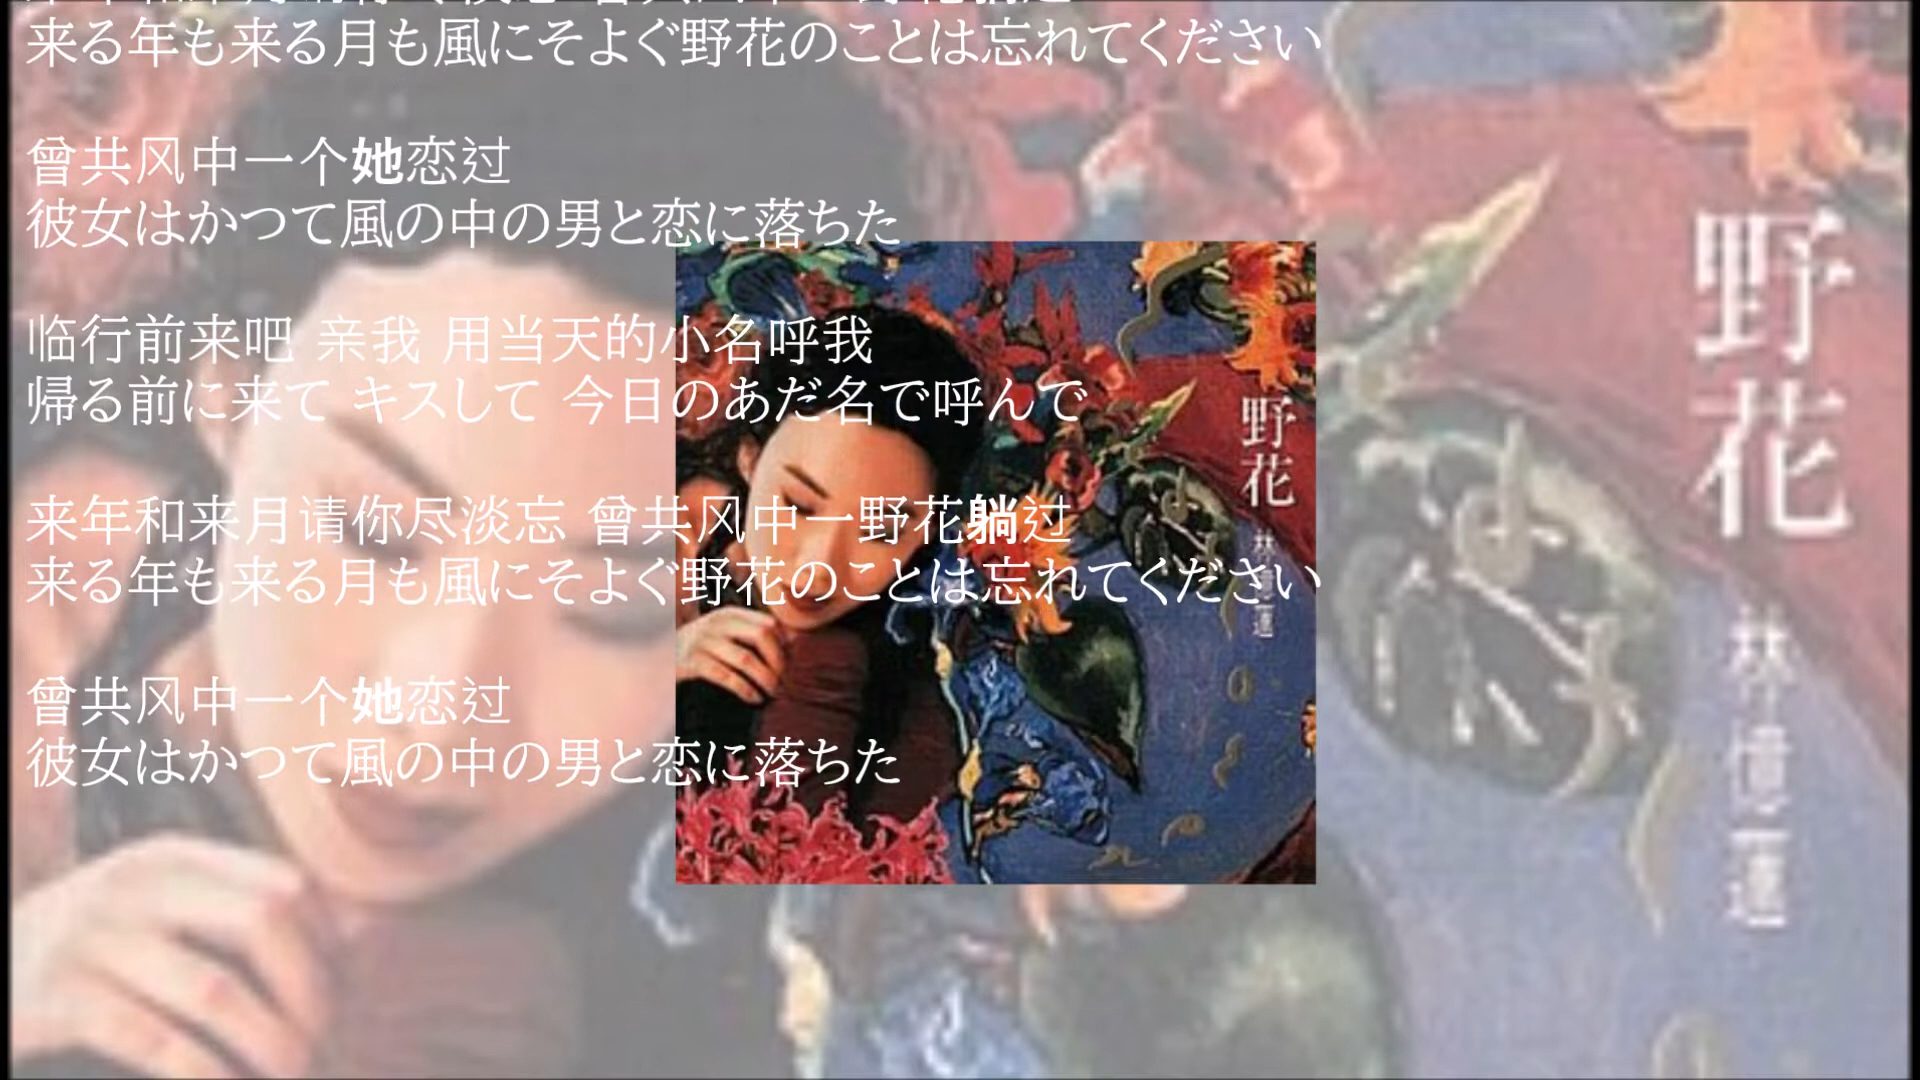 来る年も来る月も風にそよぐ野花のことは忘れてください
曾共风中一个她恋过
彼女はかつて風の中の男と恋に落ちた
临行前来吧 亲我 用当天的小名呼我
帰る前に来て キスして 今日のあだ名で呼んで
来年和来月请你尽淡忘 曾共风中一野花躺过
来る年も来る月も風にそよぐ野花のことは忘れてください
曾共风中一个她恋过
彼女はかつて風の中の男と恋に落ちた
野花
林憶蓮
野花
林憶蓮